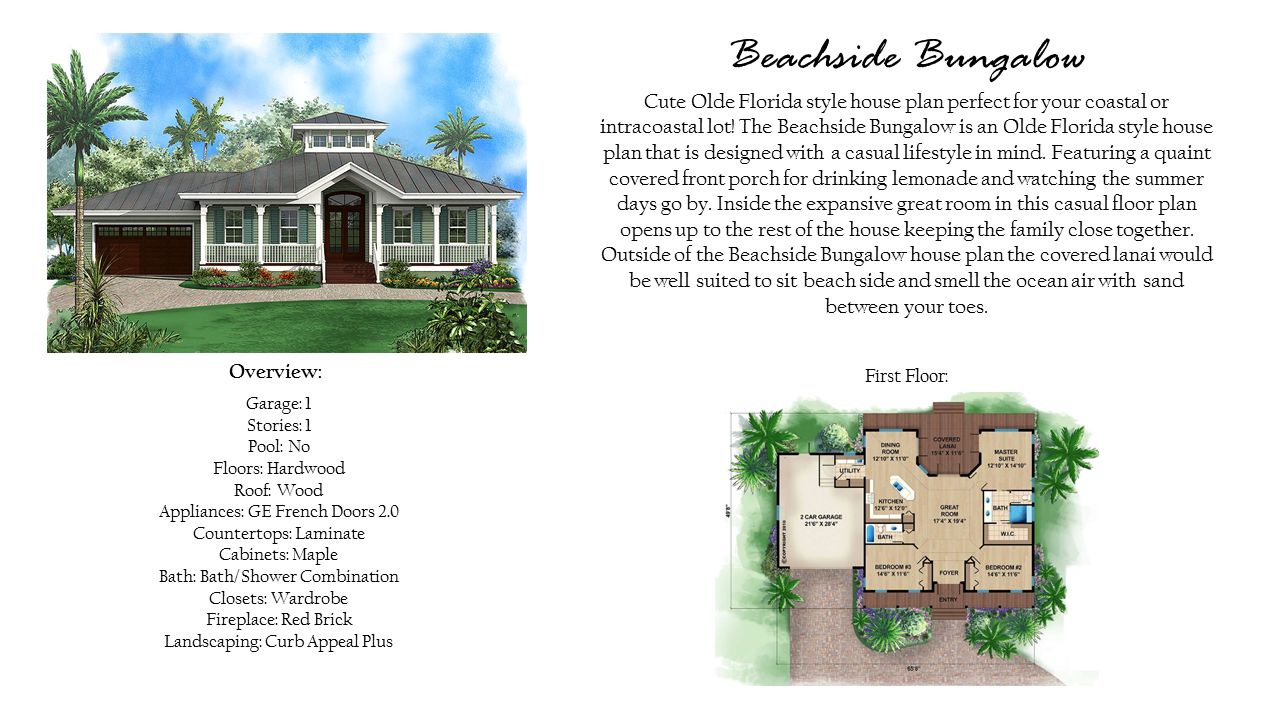 Beachside Bungalow
Cute Olde Florida style house plan perfect for your coastal or
intracoastal lot! The Beachside Bungalow is an Olde Florida style house
plan that is designed with a casual lifestyle in mind. Featuring a quaint
covered front porch for drinking lemonade and watching the summer
days go by. Inside the expansive great room in this casual floor plan
opens up to the rest of the house keeping the family close together.
Outside of the Beachside Bungalow house plan the covered lanai would
be well suited to sit beach side and smell the ocean air with sand
between your toes.
Overview:
Garage: 1
Stories: 1
Pool: No
Floors: Hardwood
Roof: Wood
Appliances: GE French Doors 2.0
Countertops: Laminate
Cabinets: Maple
Bath: Bath/Shower Combination
Closets: Wardrobe
Fireplace: Red Brick
Landscaping: Curb Appeal Plus
First Floor:
COVERED
LANAI
15'4" X 11'6"
DINING
ROOM
12'10" X 11'0"
MASTER
SUITE
12'10" X 14'10"
UTILITY
KITCHEN
12'6" X 12'0"
GREAT
ROOM
17'4" X 19'4"
BATH
W.I.C.
2 CAR GARAGE
21'6" X 28'4"
BATH
BEDROOM #3
14'6" X 11'6"
FOYER
BEDROOM #2
14'6" X 11'6"
ENTRY
©COPYRIGHT 2010
49'8"
65'8"